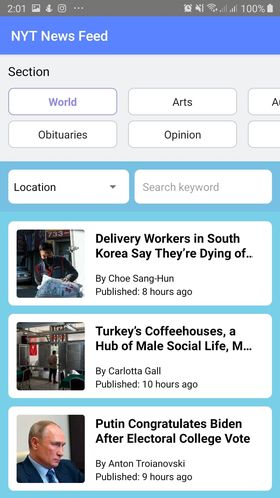 2:01
100%
NYT News Feed
Section
World
Arts
Obituaries
Opinion
Location
Search keyword
Delivery Workers in South
Korea Say They’re Dying of..
By Choe Sang-Hun
Published: 8 hours ago
Turkey’s Coffeehouses, a
Hub of Male Social Life, M...
By Carlotta Gall
Published: 10 hours ago
Putin Congratulates Biden
After Electoral College Vote
By Anton Troianovski
Published: 9 hours ago